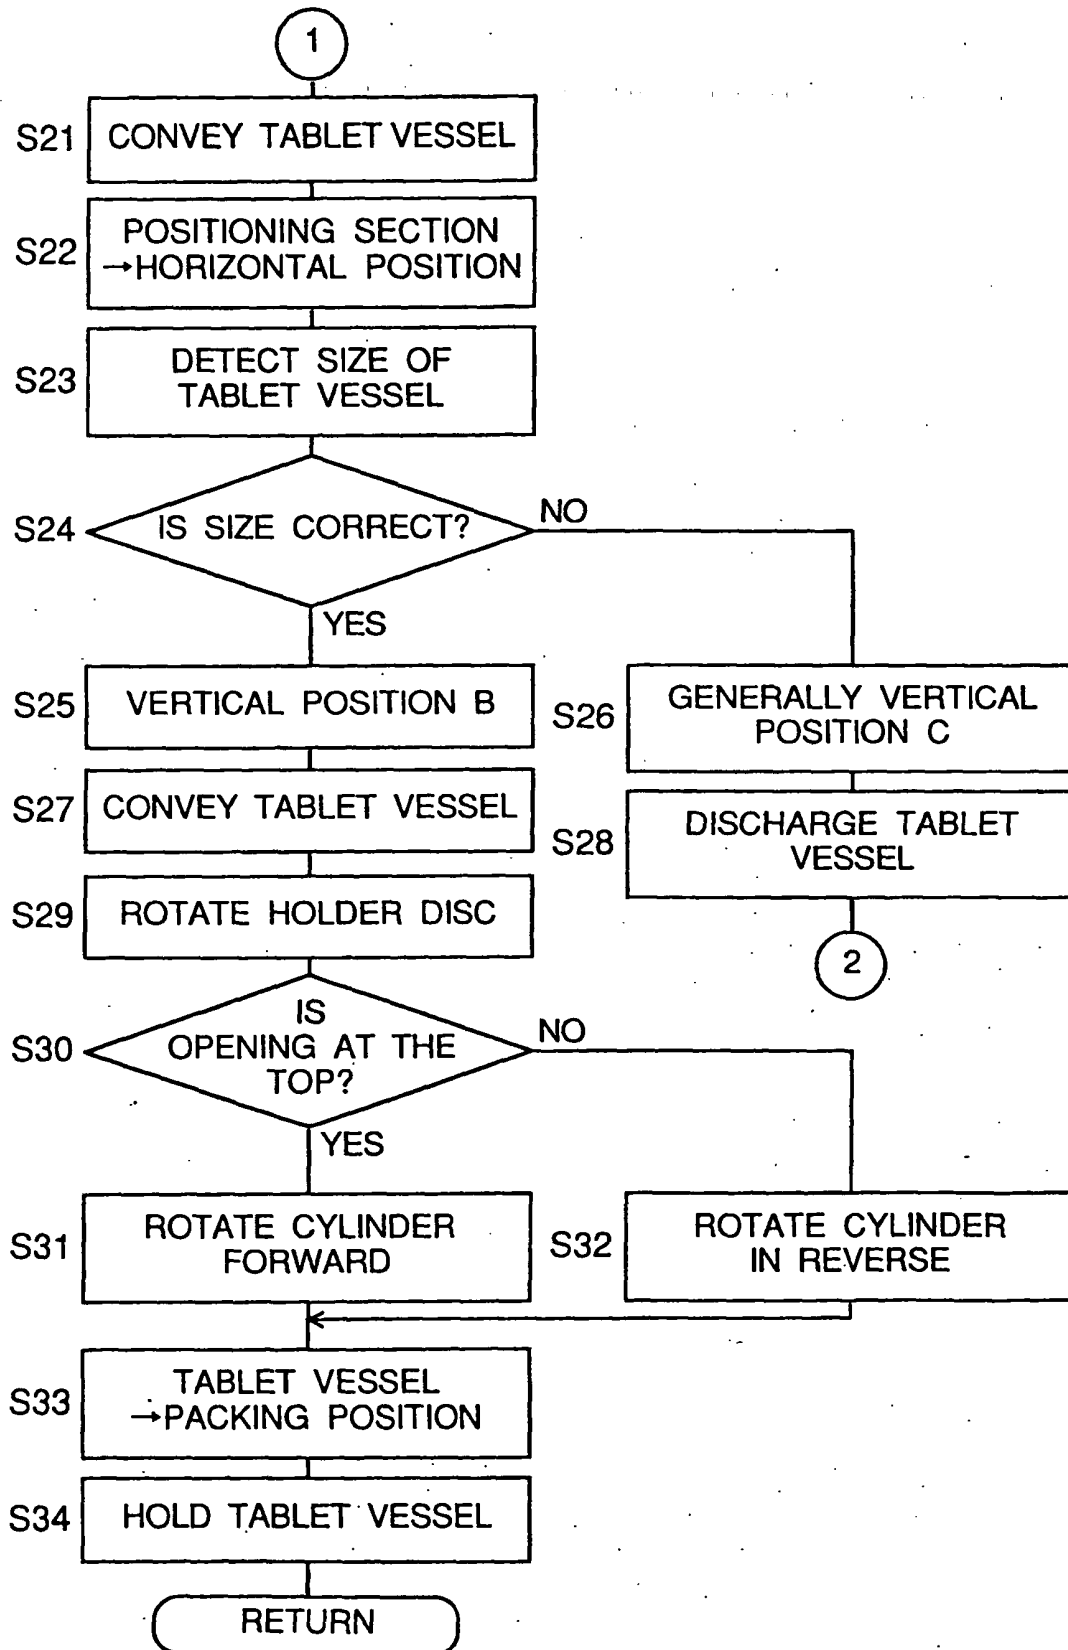 1
S21
CONVEY TABLET VESSEL
S22
POSITIONING SECTION
→HORIZONTAL POSITION
S23
DETECT SIZE OF
TABLET VESSEL
S24
IS SIZE CORRECT?
NO
YES
S25
VERTICAL POSITION B
S26
GENERALLY VERTICAL
POSITION C
S27
CONVEY TABLET VESSEL
S28
DISCHARGE TABLET
VESSEL
S29
ROTATE HOLDER DISC
2
S30
IS
OPENING AT THE
TOP?
NO
YES
S31
ROTATE CYLINDER
FORWARD
S32
ROTATE CYLINDER
IN REVERSE
S33
TABLET VESSEL
→PACKING POSITION
S34
HOLD TABLET VESSEL
RETURN